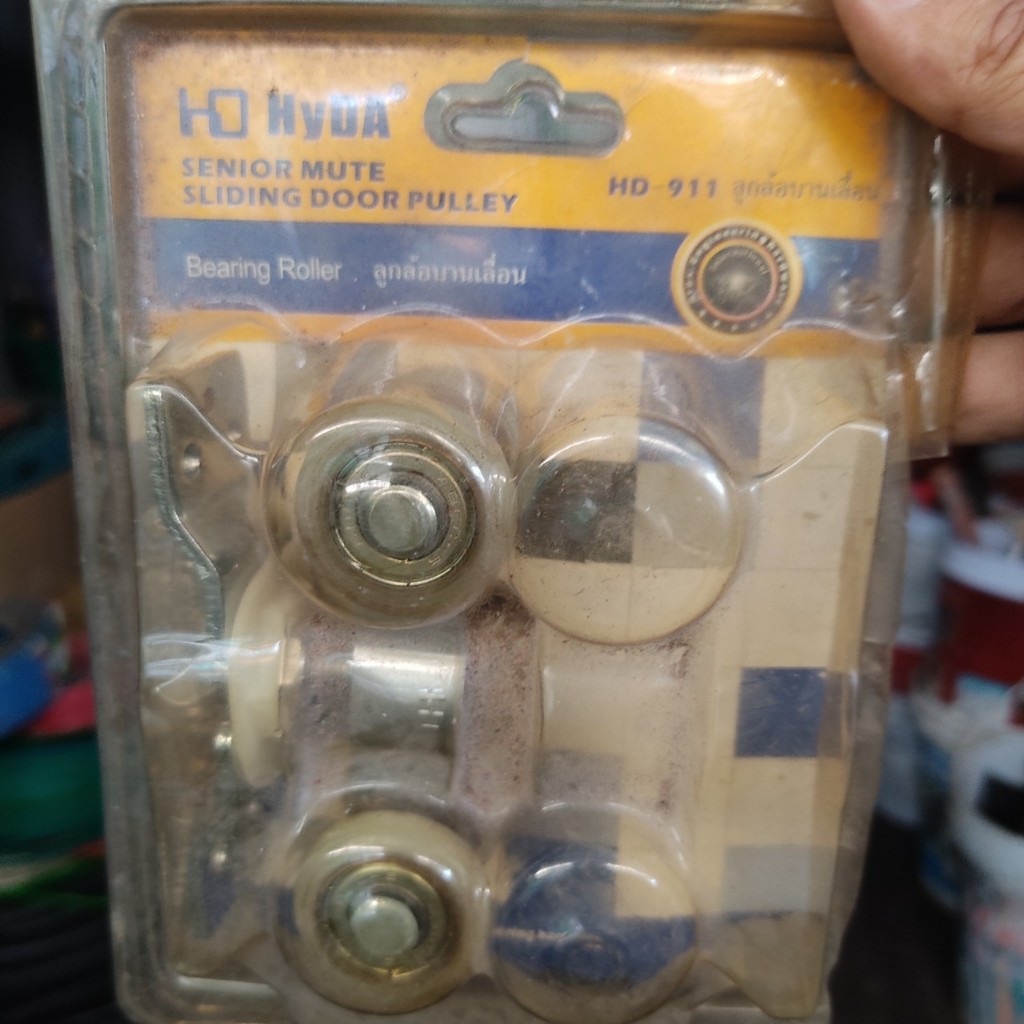 HD HyDA
SENIOR MUTE
SLIDING DOOR PULLEY
HD-911 ลูกล้อบานเลื่อน
Bearing Roller ลูกล้อบานเลื่อน